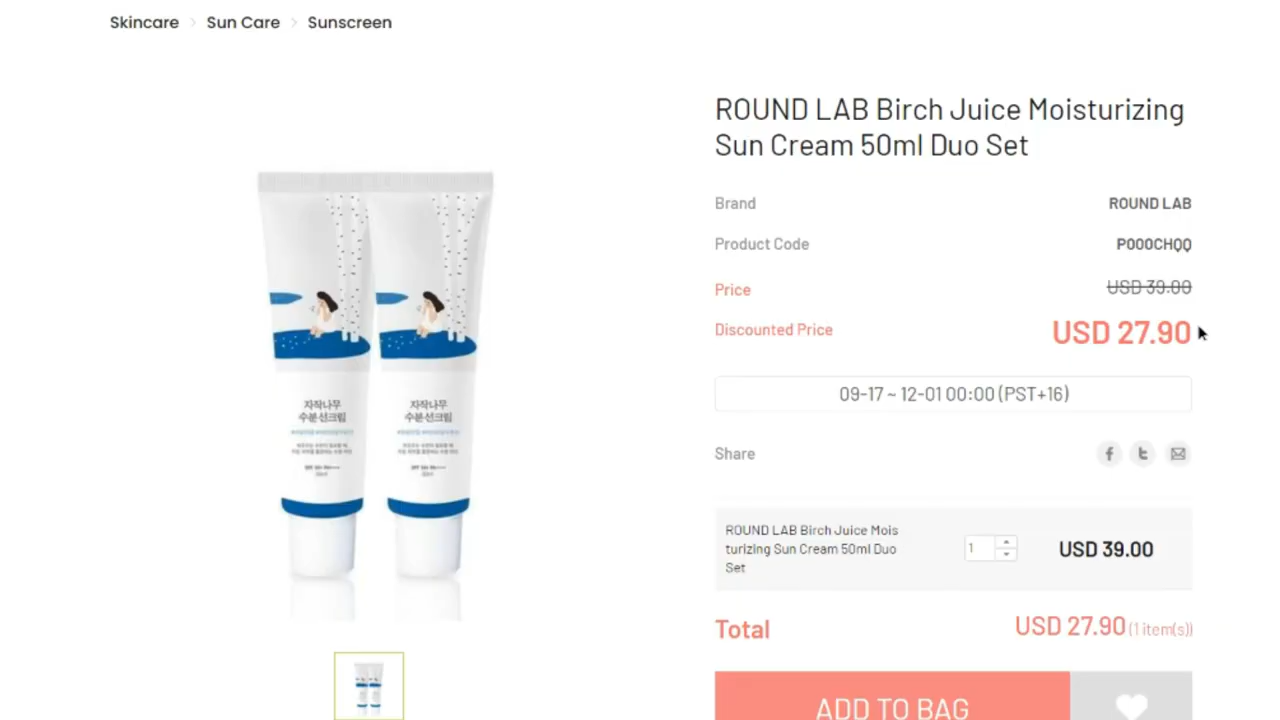 Skincare > Sun Care > Sunscreen
ROUND LAB Birch Juice Moisturizing
Sun Cream 50ml Duo Set
Brand ROUND LAB
Product Code P000CHQQ
Price USD 39.00
Discounted Price USD 27.90
09-17 ~ 12-01 00:00 (PST+16)
Share
ROUND LAB Birch Juice Mois
turizing Sun Cream 50ml Duo
Set
1
USD 39.00
Total USD 27.90 (1 item(s))
ADD TO BAG
자작나무
수분선크림
자작나무
수분선크림